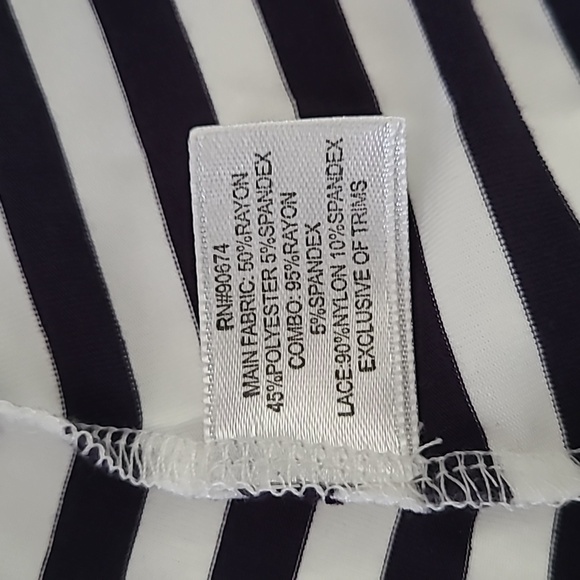 RN#90674
MAIN FABRIC: 50%RAYON
45%POLYESTER 5%SPANDEX
COMBO: 95%RAYON
5%SPANDEX
LACE:90%NYLON 10%SPANDEX
EXCLUSIVE OF TRIMS